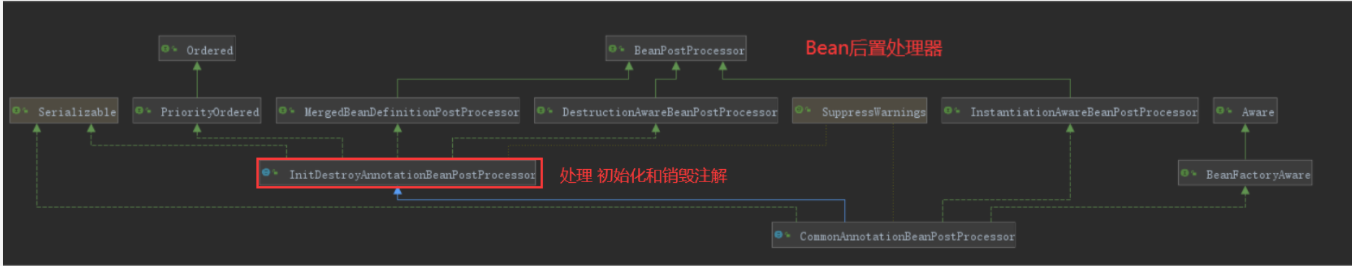 Bean后置处理器
Ordered
BeanPostProcessor
Serializable
PriorityOrdered
MergedBeanDefinitionPostProcessor
DestructionAwareBeanPostProcessor
SuppressWarnings
InstantiationAwareBeanPostProcessor
Aware
InitDestroyAnnotationBeanPostProcessor
处理 初始化和销毁注解
BeanFactoryAware
CommonAnnotationBeanPostProcessor